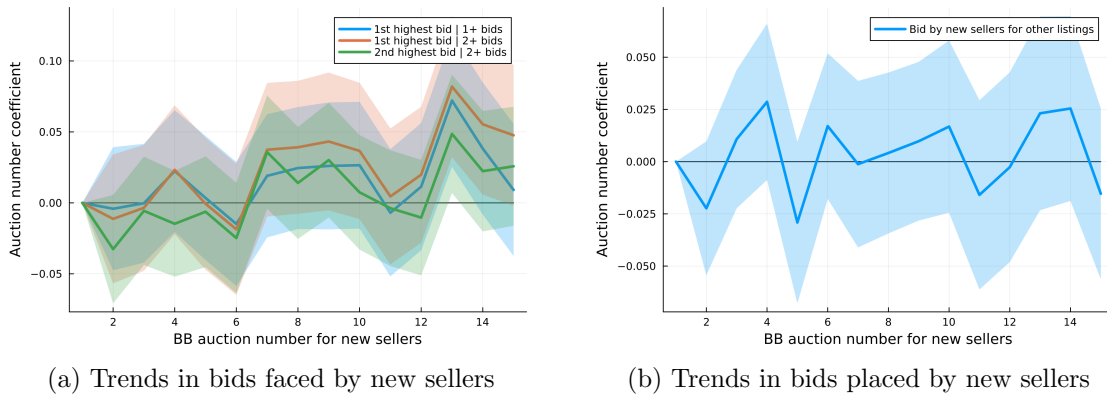 1st highest bid | 1+ bids
1st highest bid | 2+ bids
2nd highest bid | 2+ bids
Auction number coefficient
0.10
0.05
0.00
−0.05
2 4 6 8 10 12 14
BB auction number for new sellers
(a) Trends in bids faced by new sellers
Bid by new sellers for other listings
Auction number coefficient
0.050
0.025
0.000
−0.025
−0.050
2 4 6 8 10 12 14
BB auction number for new sellers
(b) Trends in bids placed by new sellers